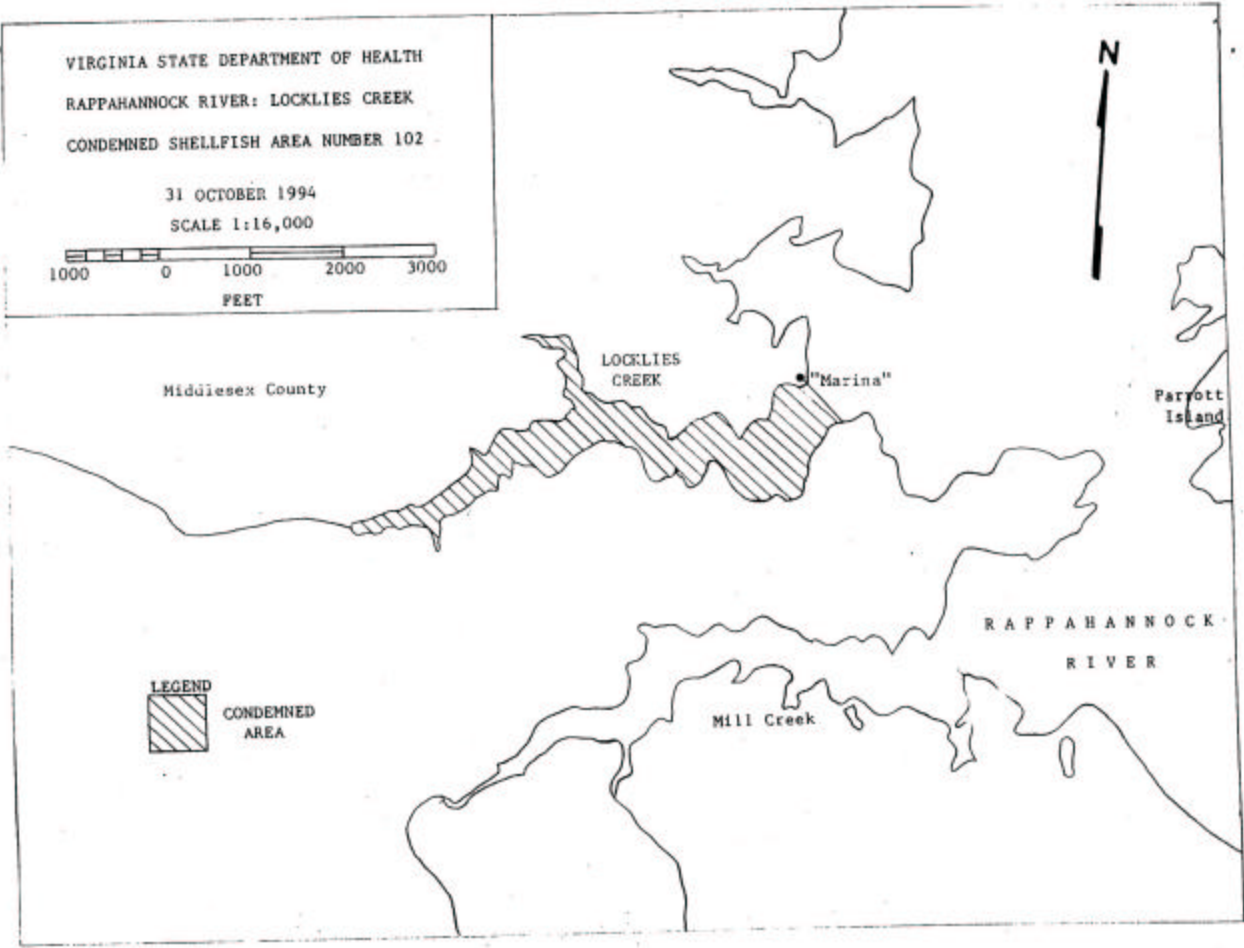 VIRGINIA STATE DEPARTMENT OF HEALTH
RAPPAHANNOCK RIVER: LOCKLIES CREEK
CONDEMNED SHELLFISH AREA NUMBER 102
31 OCTOBER 1994
SCALE 1:16,000
1000 0 1000 2000 3000
FEET
N
LOCKLIES
CREEK
"Marina"
Middlesex County
Parrott
Island
RAPPAHANNOCK
RIVER
LEGEND
CONDEMNED
AREA
Mill Creek